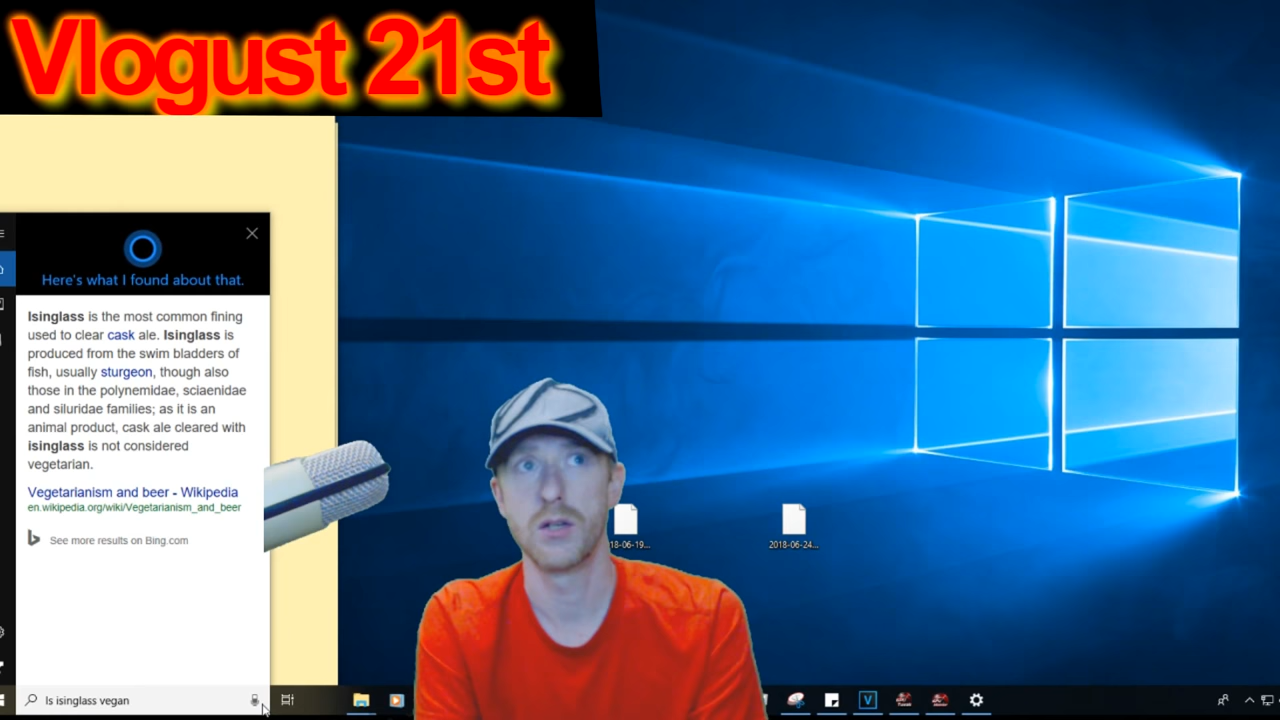 Vlogust 21st
Here's what I found about that.
Isinglass is the most common fining
used to clear cask ale. Isinglass is
produced from the swim bladders of
fish, usually sturgeon, though also
those in the polynemidae, sciaenidae
and siluridae families; as it is an
animal product, cask ale cleared with
isinglass is not considered
vegetarian.
Vegetarianism and beer - Wikipedia
en.wikipedia.org/wiki/Vegetarianism_and_beer
See more results on Bing.com
18-06-19...
2018-06-24...
Is isinglass vegan
V